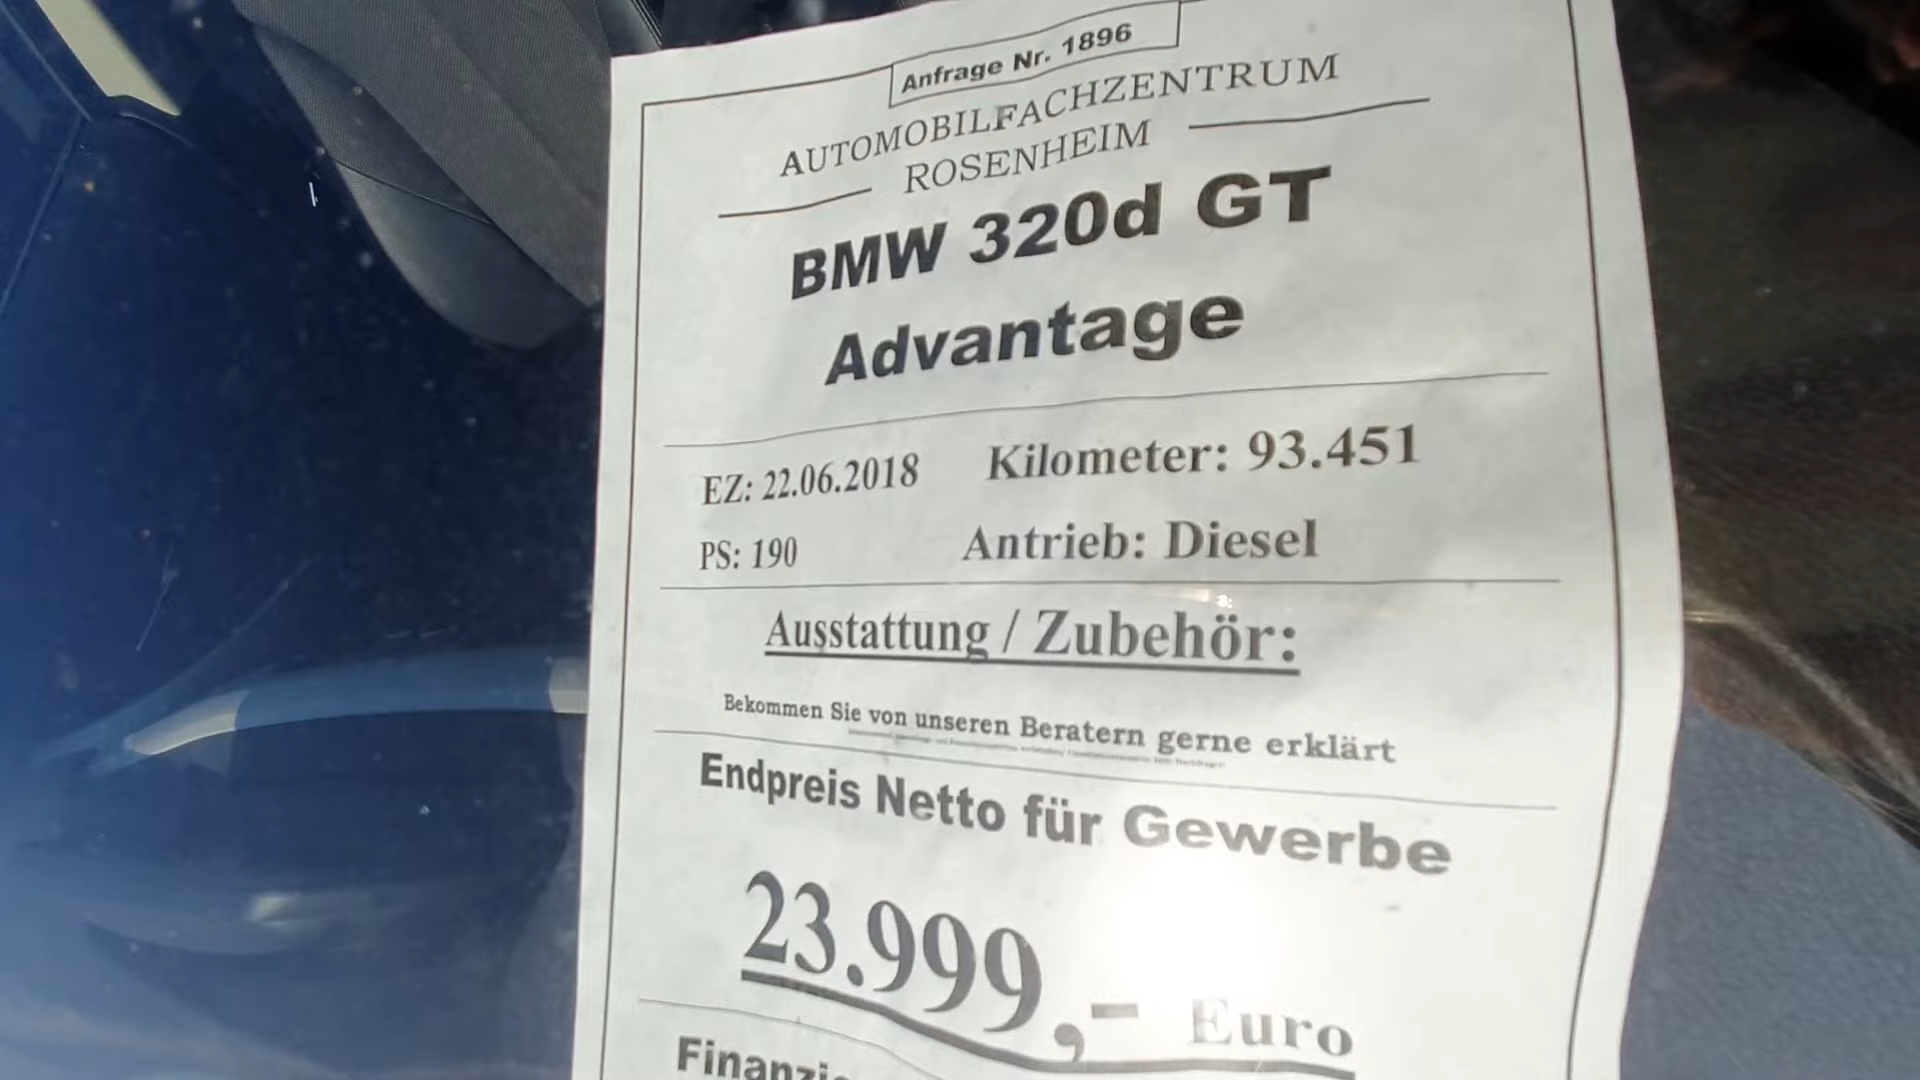 Anfrage Nr. 1896
AUTOMOBILFACHZENTRUM
ROSENHEIM
BMW 320d GT
Advantage
EZ: 22.06.2018 Kilometer: 93.451
PS: 190 Antrieb: Diesel
Ausstattung / Zubehör:
Bekommen Sie von unseren Beratern gerne erklärt
Endpreis Netto für Gewerbe
23.999,- Euro